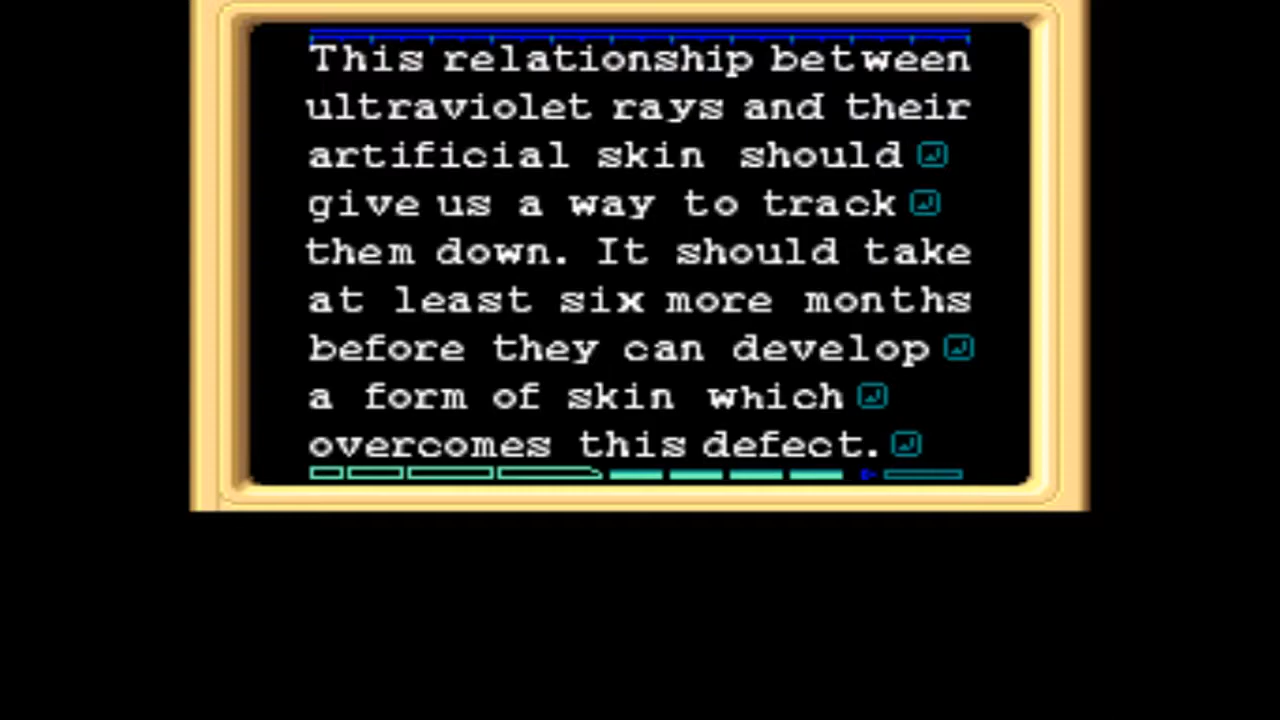 This relationship between
ultraviolet rays and their
artificial skin should
give us a way to track
them down. It should take
at least six more months
before they can develop
a form of skin which
overcomes this defect.